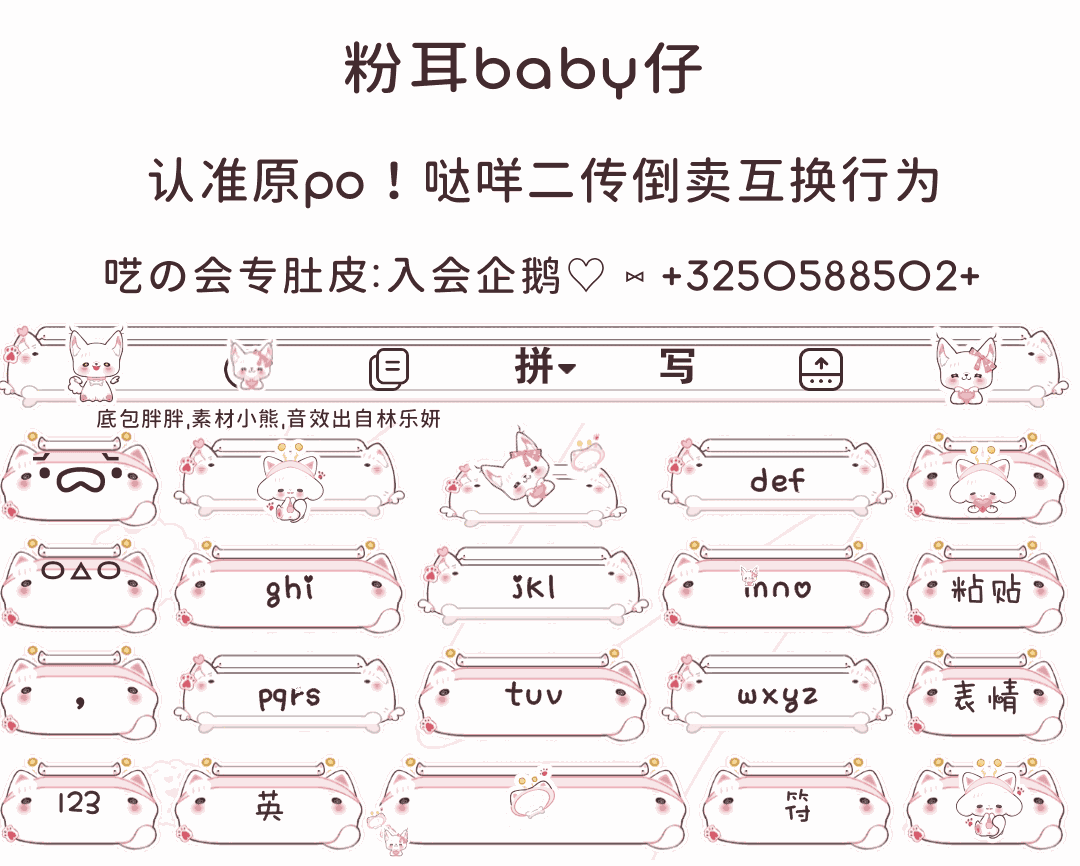 粉耳baby仔
认准原po！哒咩二传倒卖互换行为
呓の会专肚皮:入会企鹅♡ ⋈ +3250588502+
拼 写
底包胖胖,素材小熊,音效出自林乐妍
def
ghi jkl mno 粘贴
, pqrs tuv wxyz 表情
123 英 符